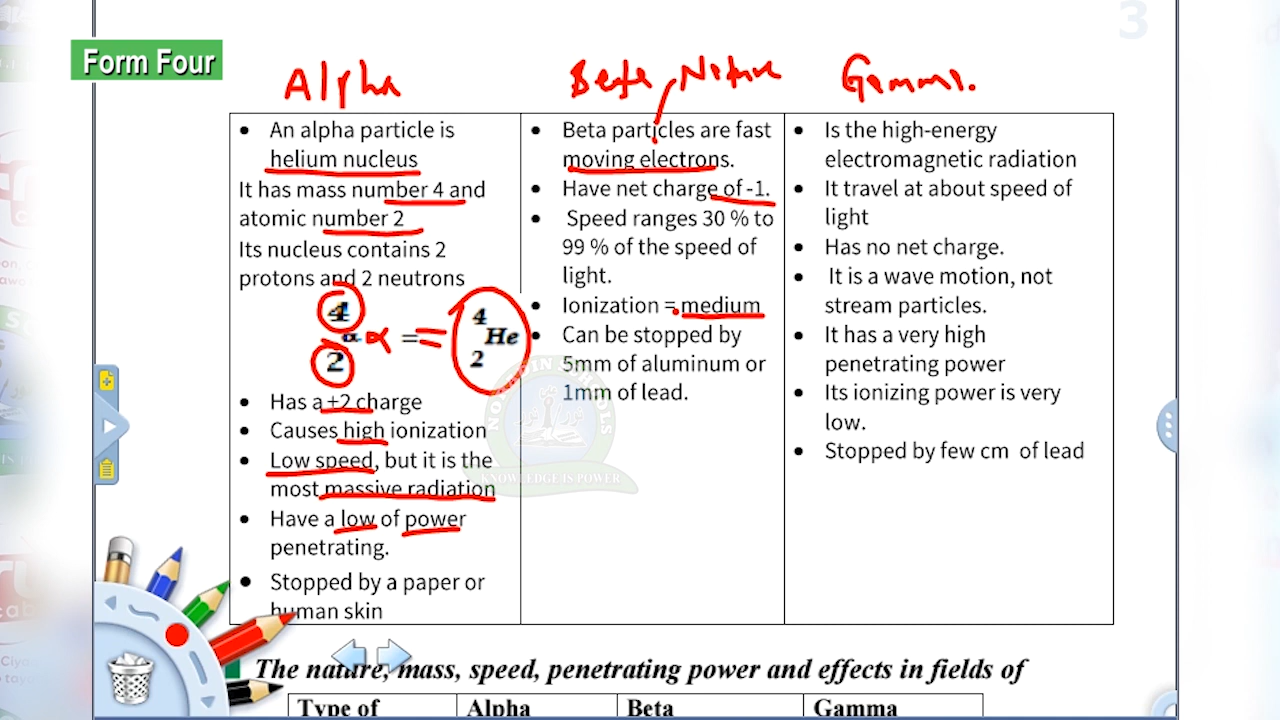 3
Form Four
Alpha
Beta, Nature
Gamma.
• An alpha particle is
helium nucleus
It has mass number 4 and
atomic number 2
Its nucleus contains 2
protons and 2 neutrons
4
α α = = 4 He
2 2
• Has a +2 charge
• Causes high ionization
• Low speed, but it is the
most massive radiation
• Have a low of power
penetrating.
• Stopped by a paper or
human skin
• Beta particles are fast
moving electrons.
• Have net charge of -1.
• Speed ranges 30 % to
99 % of the speed of
light.
• Ionization = medium
• Can be stopped by
5mm of aluminum or
1mm of lead.
• Is the high-energy
electromagnetic radiation
• It travel at about speed of
light
• Has no net charge.
• It is a wave motion, not
stream particles.
• It has a very high
penetrating power
• Its ionizing power is very
low.
• Stopped by few cm of lead
KNOWLEDGE IS POWER
The nature, mass, speed, penetrating power and effects in fields of
Type of Alpha Beta Gamma